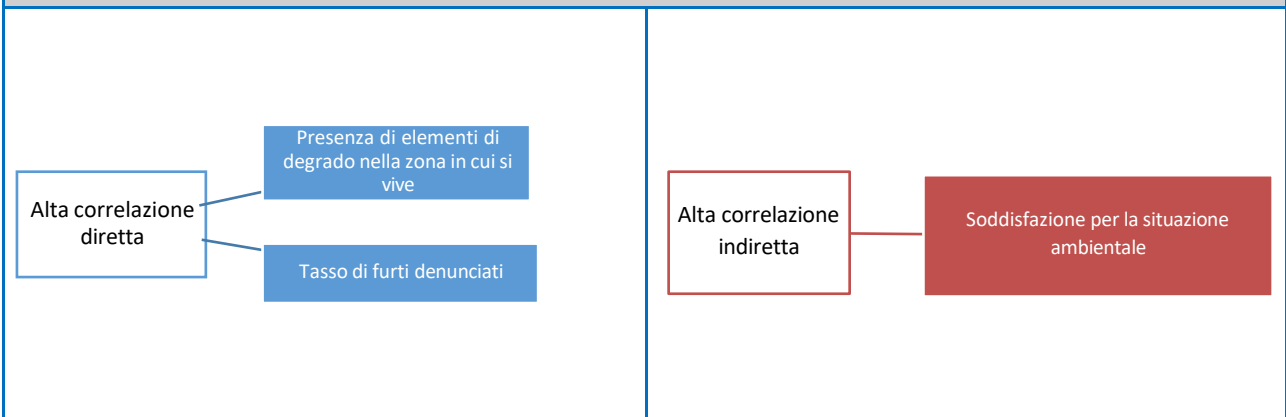 Alta correlazione
diretta
Presenza di elementi di
degrado nella zona in cui si
vive
Tasso di furti denunciati
Alta correlazione
indiretta
Soddisfazione per la situazione
ambientale